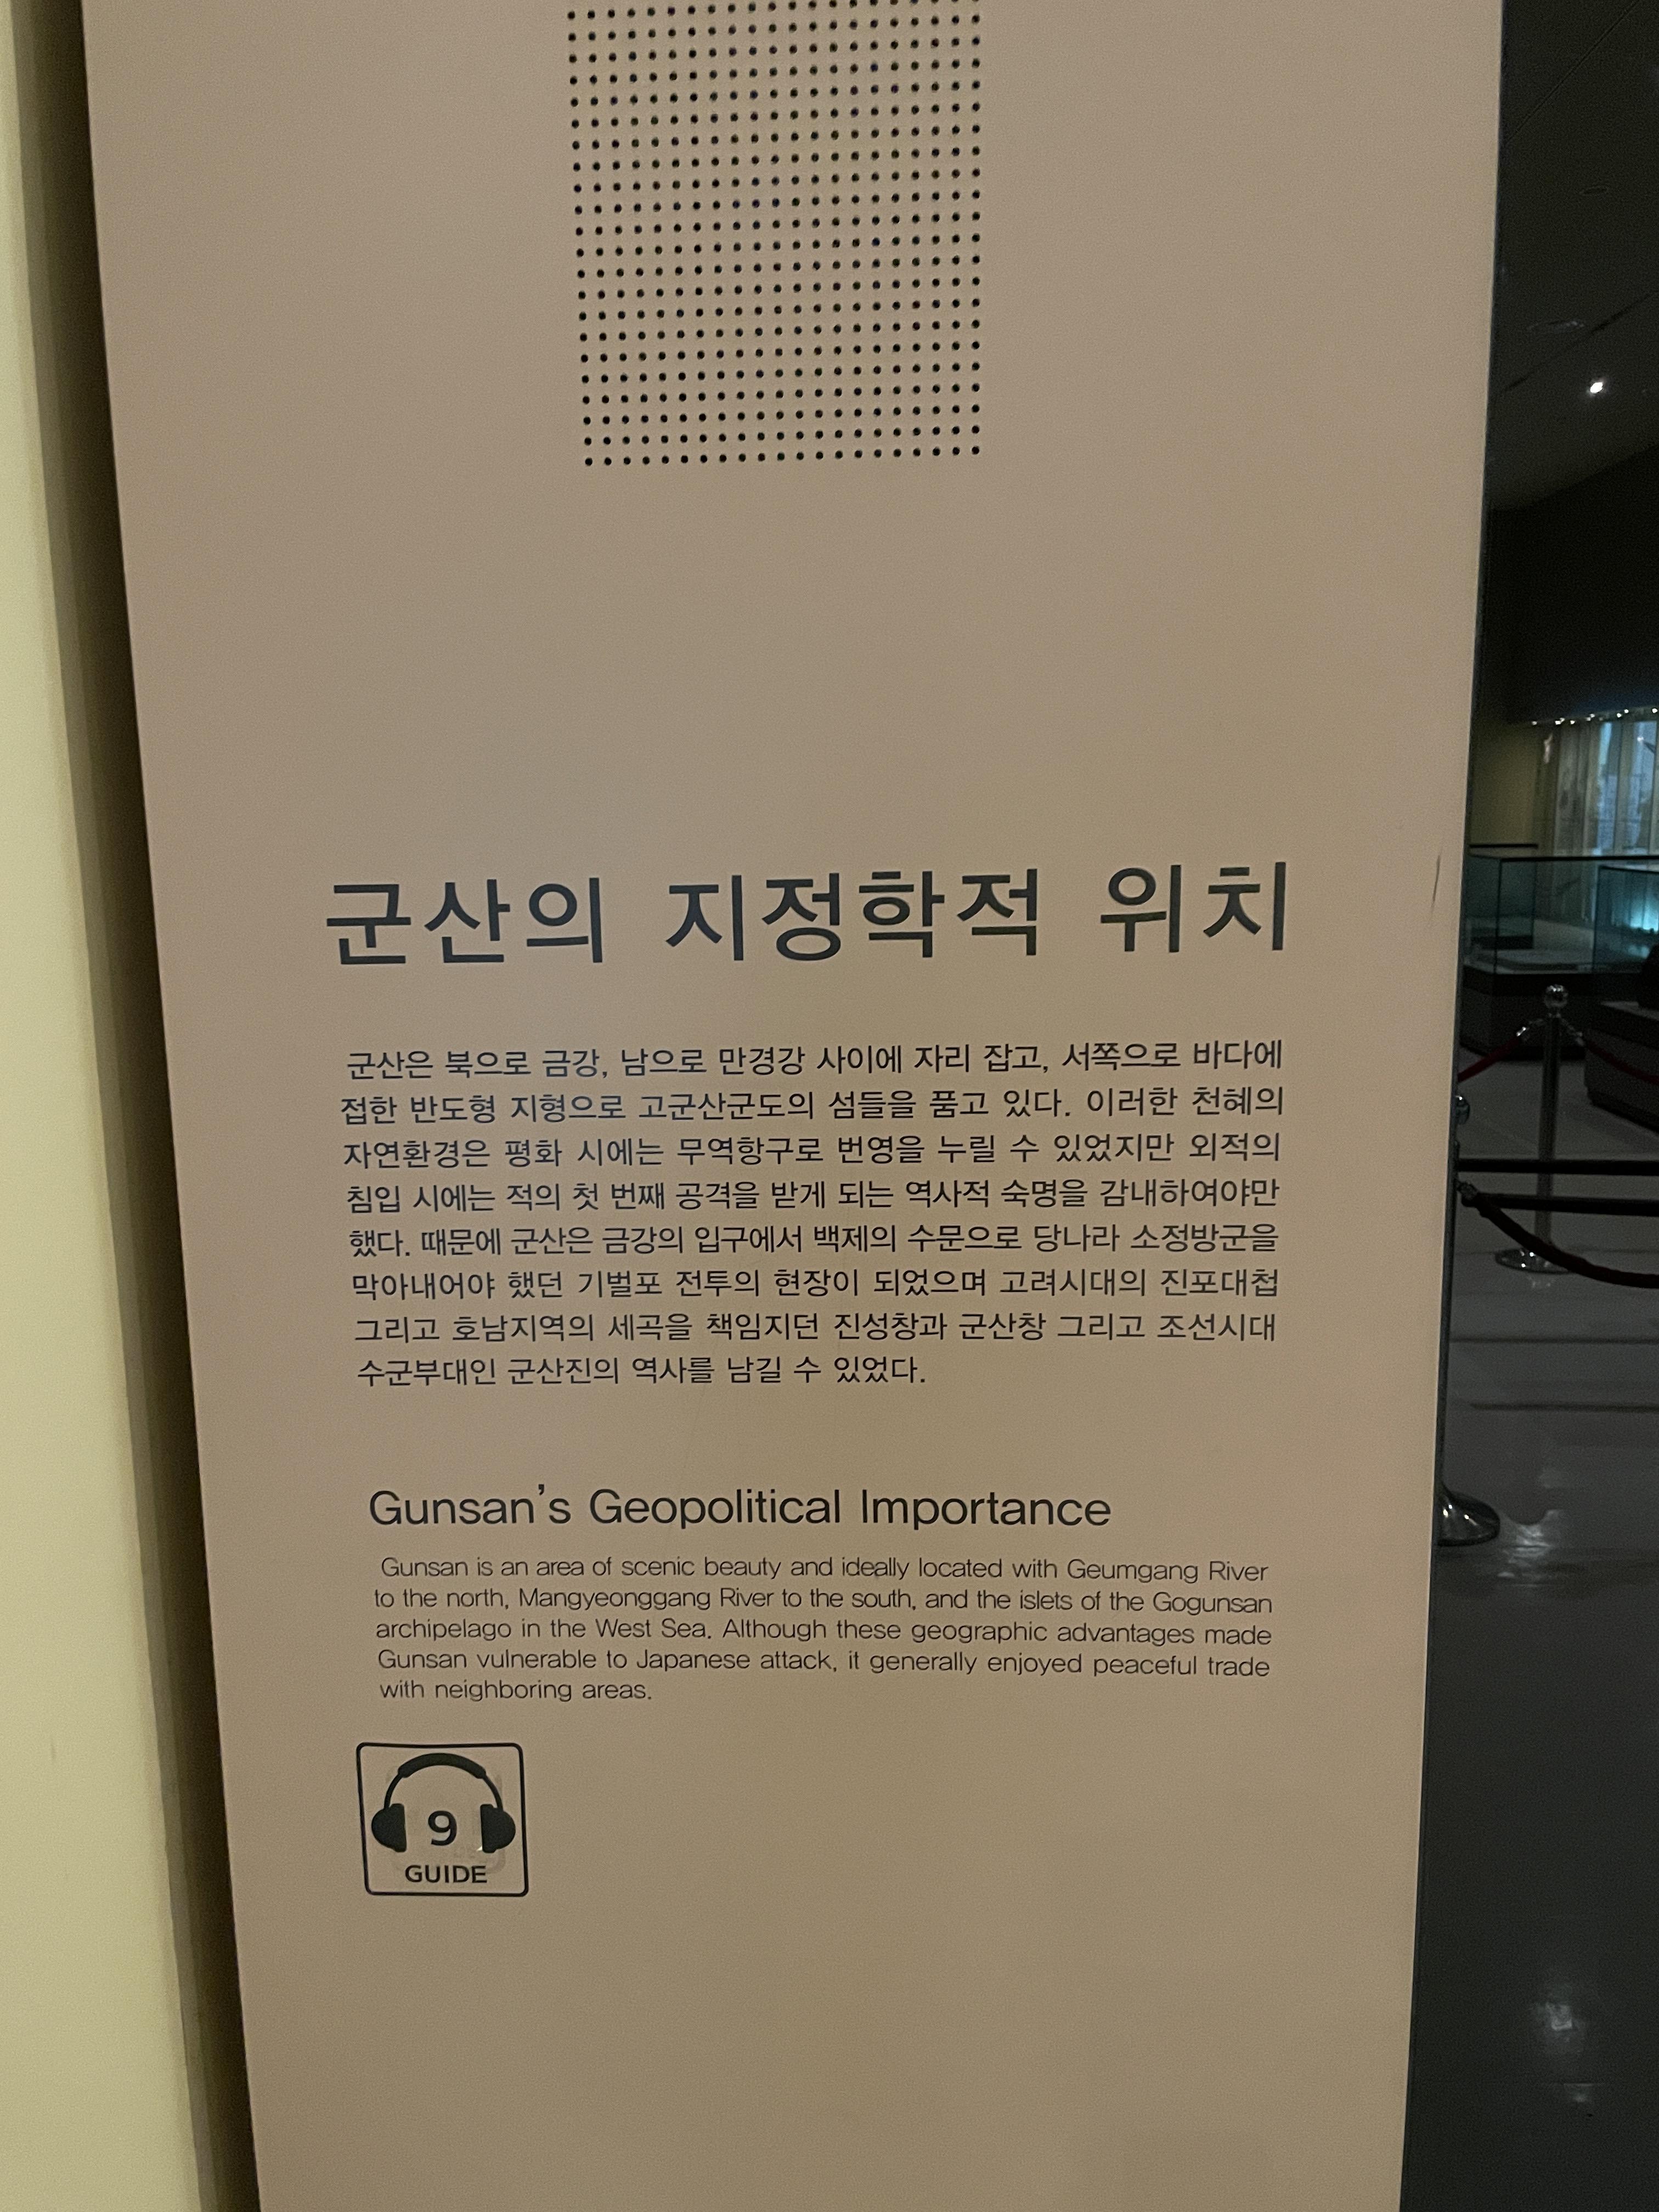 군산의 지정학적 위치
군산은 북으로 금강, 남으로 만경강 사이에 자리 잡고, 서쪽으로 바다에
접한 반도형 지형으로 고군산군도의 섬들을 품고 있다. 이러한 천혜의
자연환경은 평화 시에는 무역항구로 번영을 누릴 수 있었지만 외적의
침입 시에는 적의 첫 번째 공격을 받게 되는 역사적 숙명을 감내하여야만
했다. 때문에 군산은 금강의 입구에서 백제의 수문으로 당나라 소정방군을
막아내어야 했던 기벌포 전투의 현장이 되었으며 고려시대의 진포대첩
그리고 호남지역의 세곡을 책임지던 진성창과 군산창 그리고 조선시대
수군부대인 군산진의 역사를 남길 수 있었다.
Gunsan's Geopolitical Importance
Gunsan is an area of scenic beauty and ideally located with Geumgang River
to the north, Mangyeonggang River to the south, and the islets of the Gogunsan
archipelago in the West Sea. Although these geographic advantages made
Gunsan vulnerable to Japanese attack, it generally enjoyed peaceful trade
with neighboring areas.
9
GUIDE